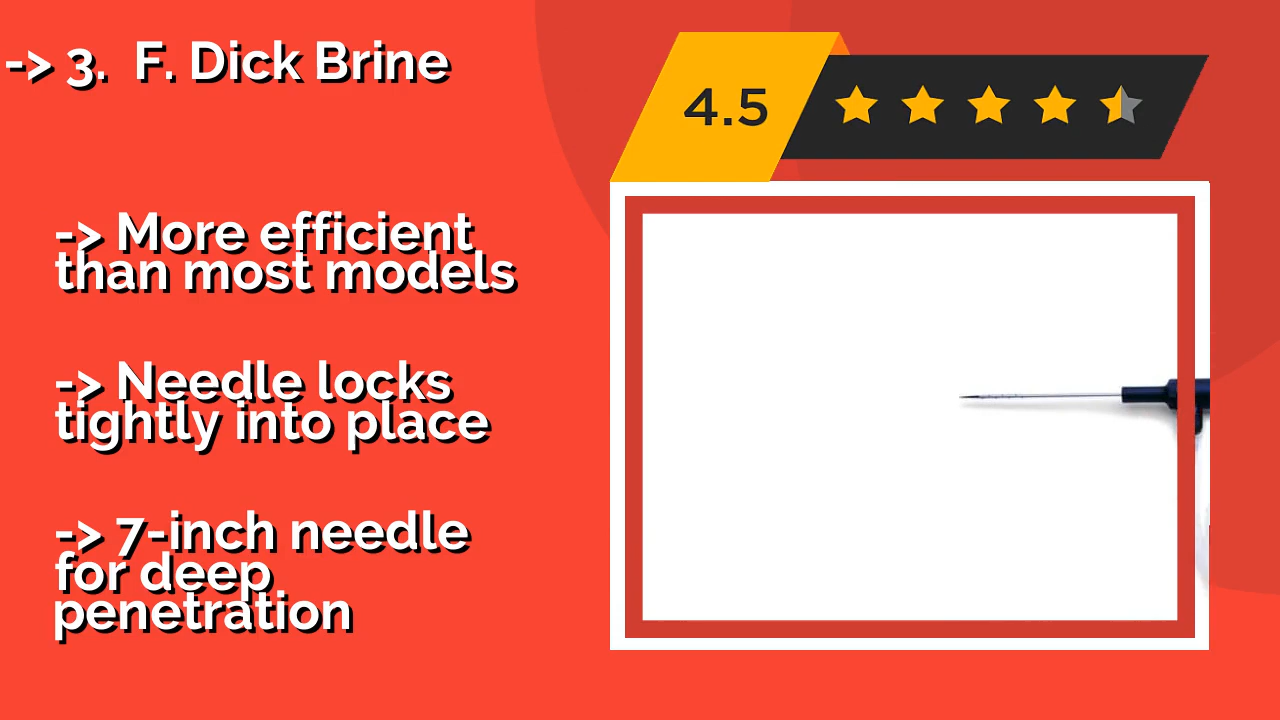 -> 3. F. Dick Brine
4.5
-> More efficient
than most models
-> Needle locks
tightly into place
-> 7-inch needle
for deep
penetration